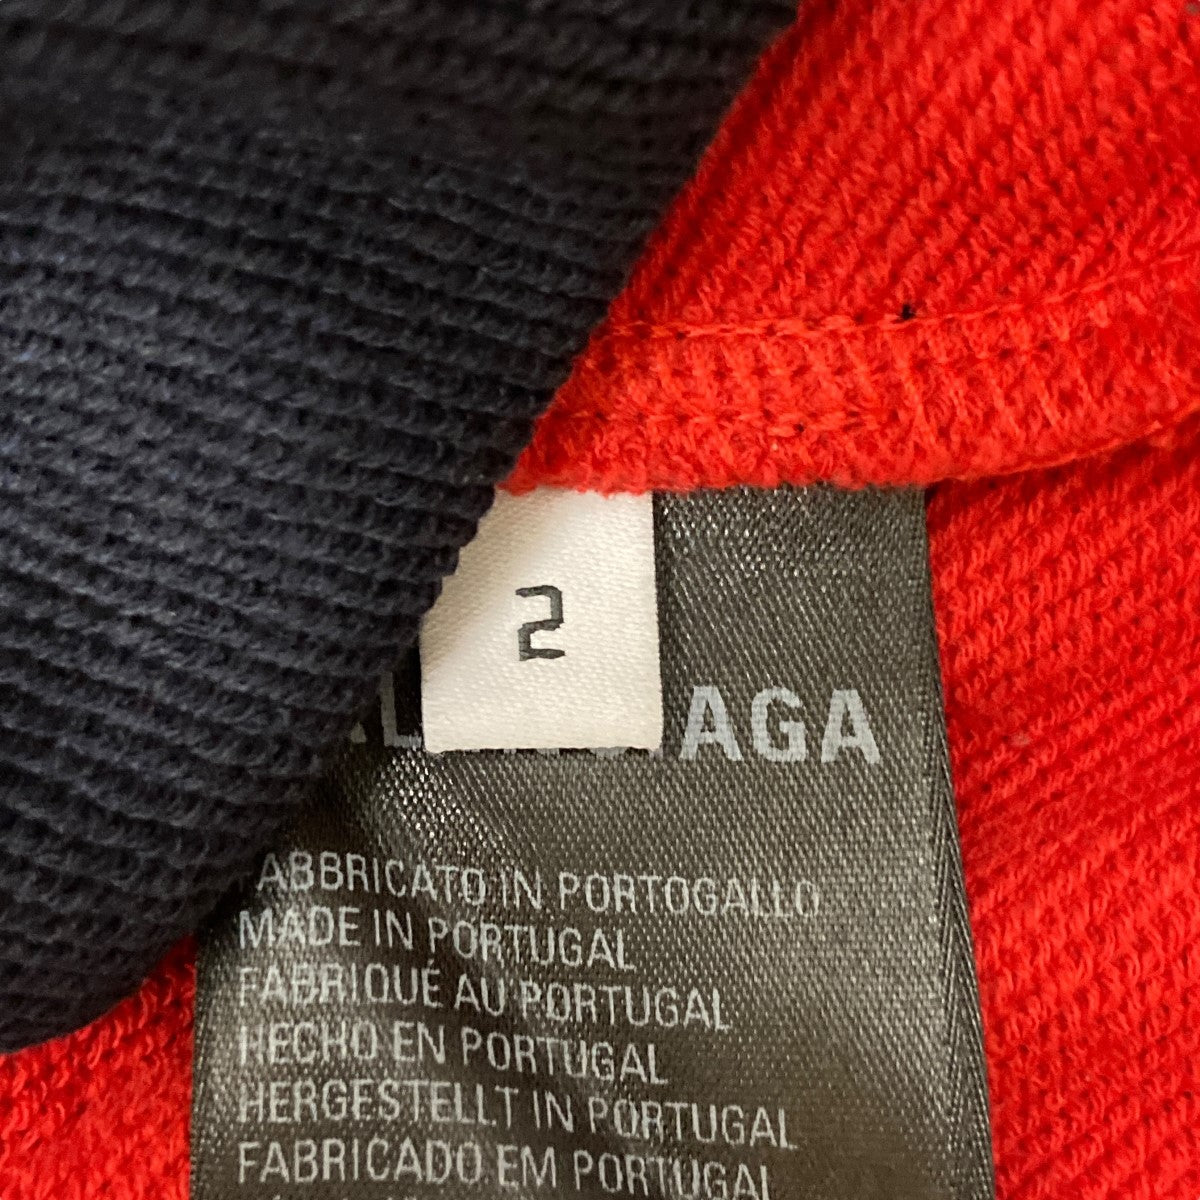 2
AGA
FABBRICATO IN PORTOGALLO
MADE IN PORTUGAL
FABRIQUÉ AU PORTUGAL
HECHO EN PORTUGAL
HERGESTELLT IN PORTUGAL
FABRICADO EM PORTUGAL